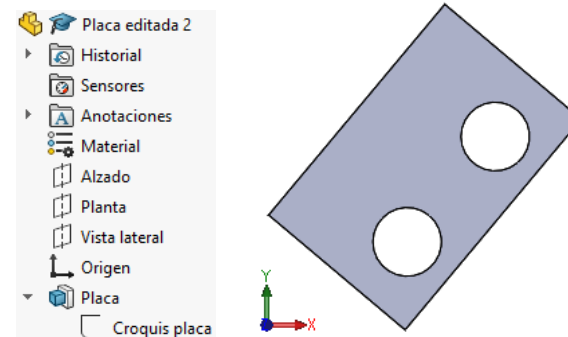 Placa editada 2
Historial
Sensores
A Anotaciones
Material
Alzado
Planta
Vista lateral
Origen
Placa
Croquis placa
Y
X